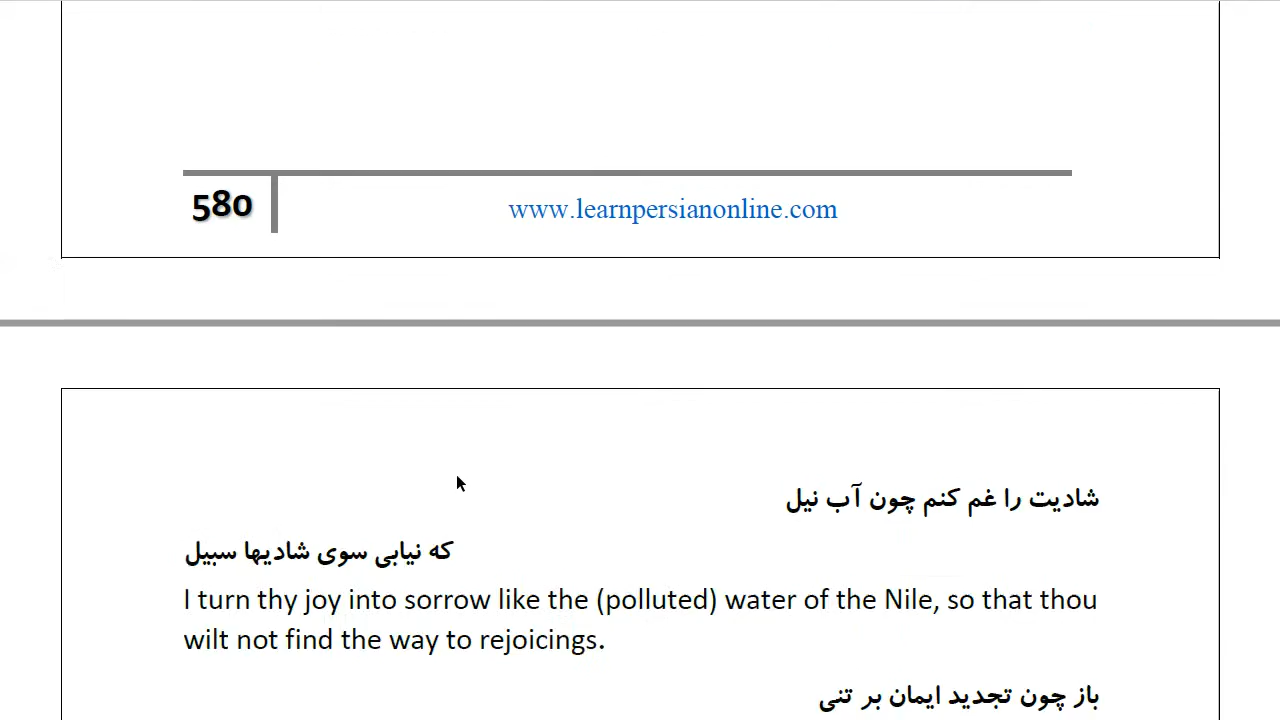 580
www.learnpersianonline.com
شادیت را غم کنم چون آب نیل
که نیابی سوی شادیها سبیل
I turn thy joy into sorrow like the (polluted) water of the Nile, so that thou
wilt not find the way to rejoicings.
باز چون تجدید ایمان بر تنی